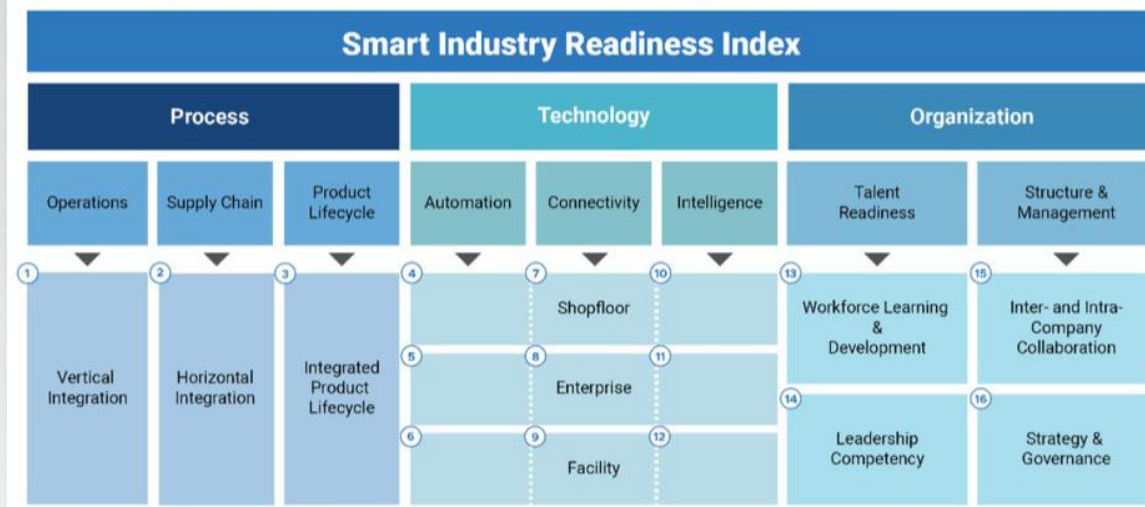 Smart Industry Readiness Index
Process
Technology
Organization
Operations
Supply Chain
Product
Lifecycle
Automation
Connectivity
Intelligence
Talent
Readiness
Structure &
Management
1
2
3
4
7
10
13
15
Vertical
Integration
Horizontal
Integration
Integrated
Product
Lifecycle
Shopfloor
5
8
11
Enterprise
6
9
12
Facility
Workforce Learning
&
Development
Inter- and Intra-
Company
Collaboration
14
16
Leadership
Competency
Strategy &
Governance